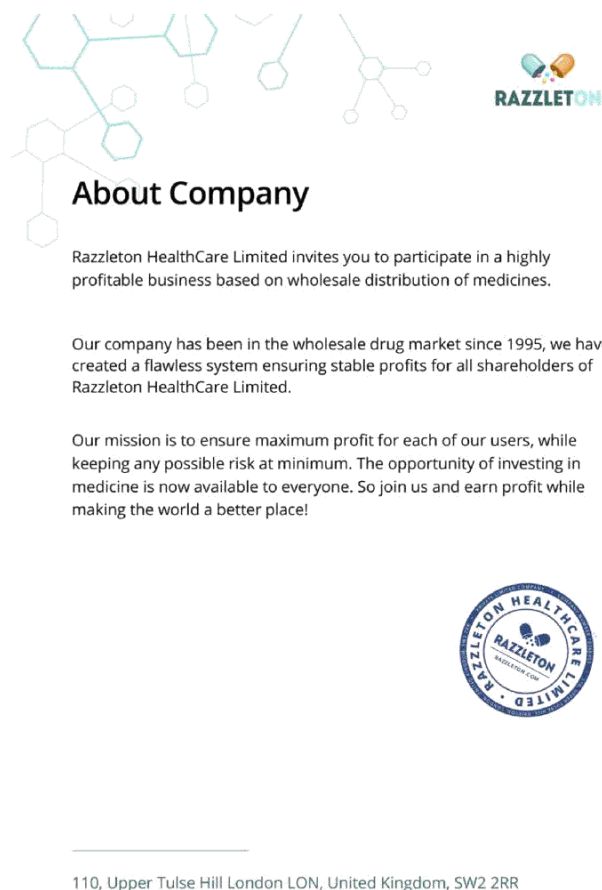 RAZZLETON
About Company
Razzleton HealthCare Limited invites you to participate in a highly
profitable business based on wholesale distribution of medicines.
Our company has been in the wholesale drug market since 1995, we hav
created a flawless system ensuring stable profits for all shareholders of
Razzleton HealthCare Limited.
Our mission is to ensure maximum profit for each of our users, while
keeping any possible risk at minimum. The opportunity of investing in
medicine is now available to everyone. So join us and earn profit while
making the world a better place!
RAZZLETON HEALTHCARE LIMITED
RAZZLETON
RAZZLETON.COM
110, Upper Tulse Hill London LON, United Kingdom, SW2 2RR